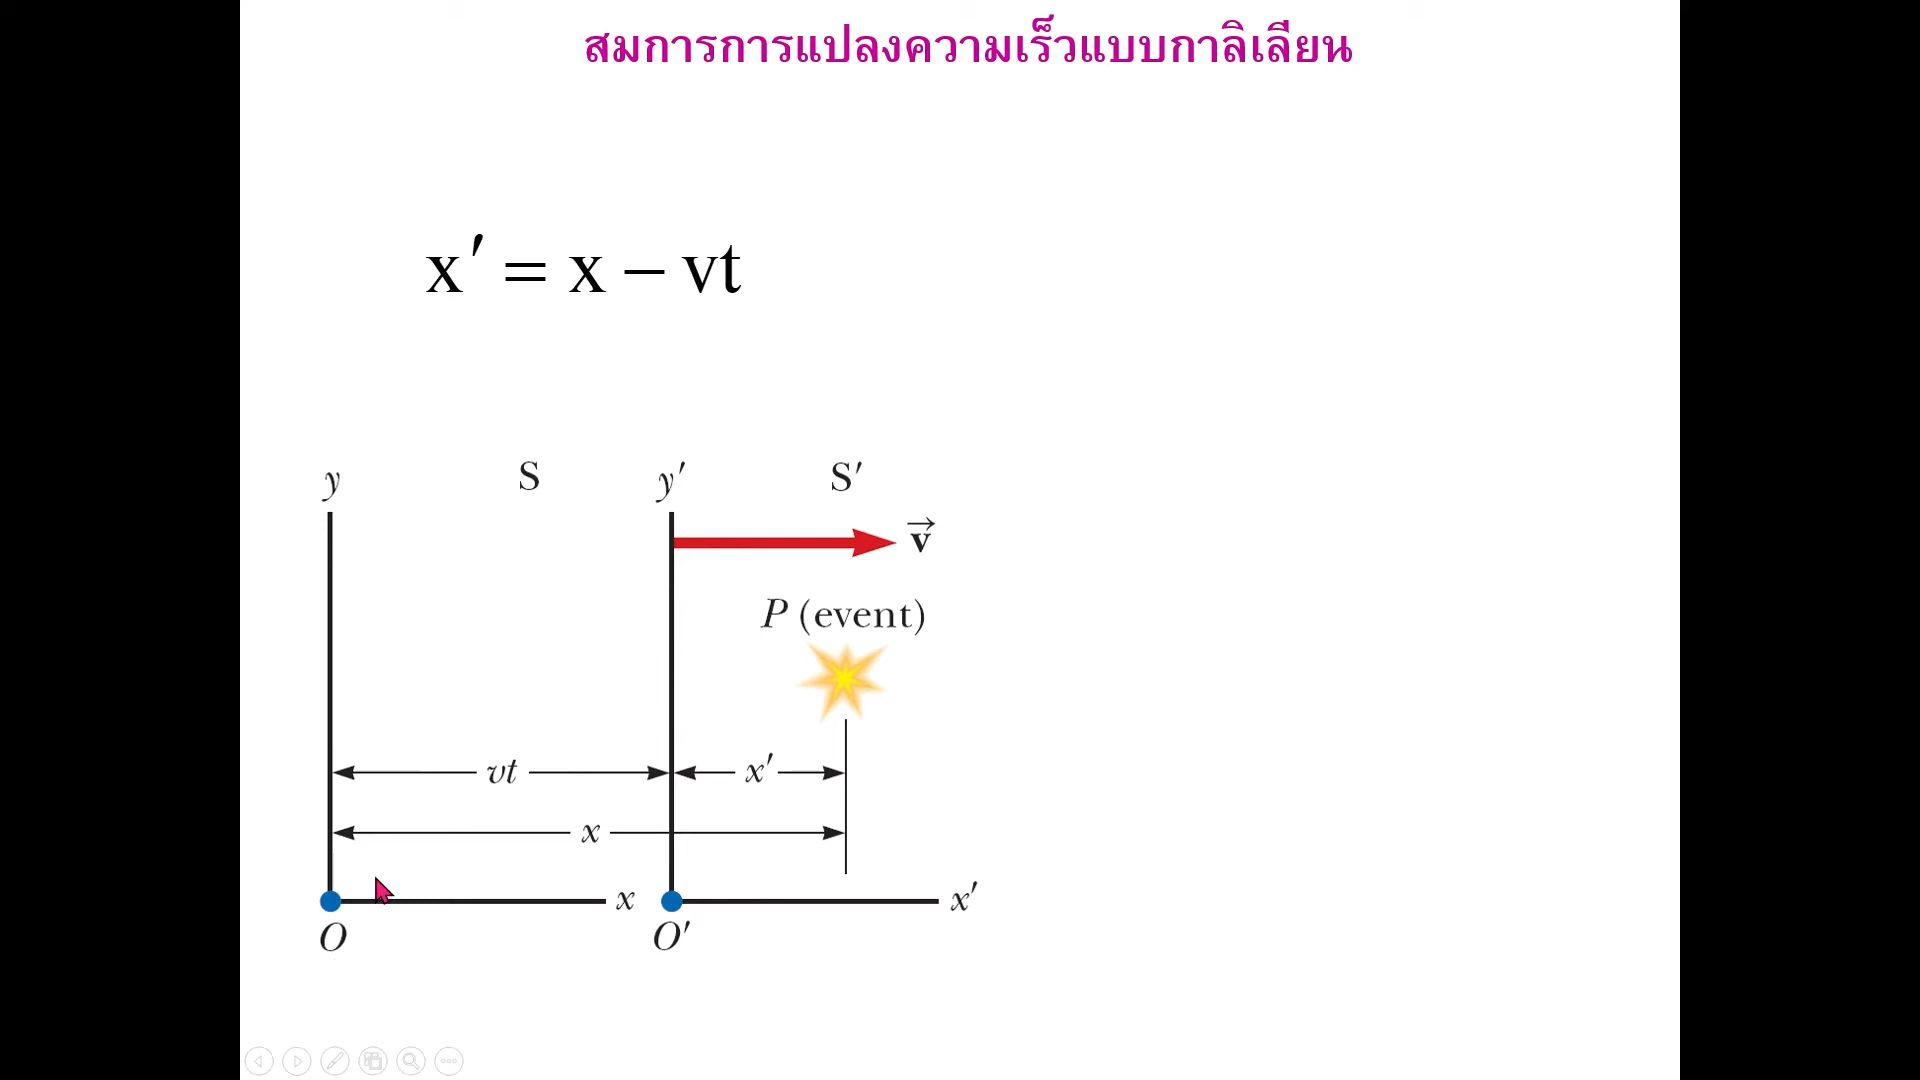 สมการการแปลงความเร็วแบบกาลิเลียน
x′ = x − vt
y S y′ S′
v⃗
P (event)
vt x′
x
x x′
O O′